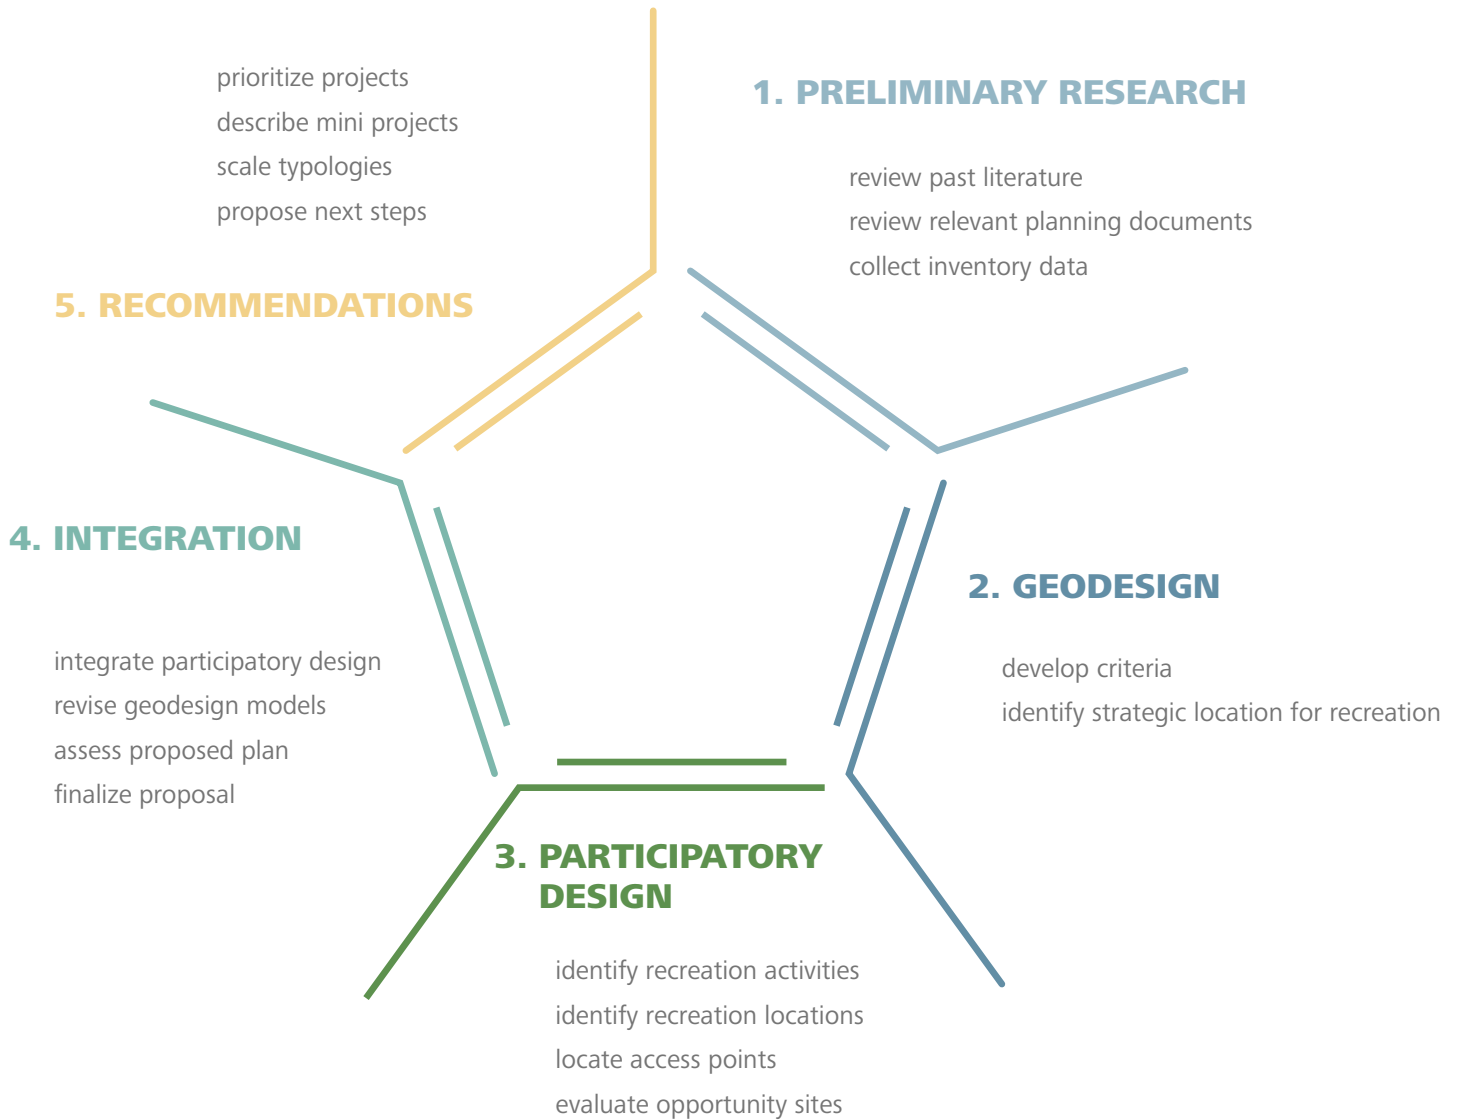 1. PRELIMINARY RESEARCH
review past literature
review relevant planning documents
collect inventory data
2. GEODESIGN
develop criteria
identify strategic location for recreation
3. PARTICIPATORY
DESIGN
identify recreation activities
identify recreation locations
locate access points
evaluate opportunity sites
4. INTEGRATION
integrate participatory design
revise geodesign models
assess proposed plan
finalize proposal
5. RECOMMENDATIONS
prioritize projects
describe mini projects
scale typologies
propose next steps